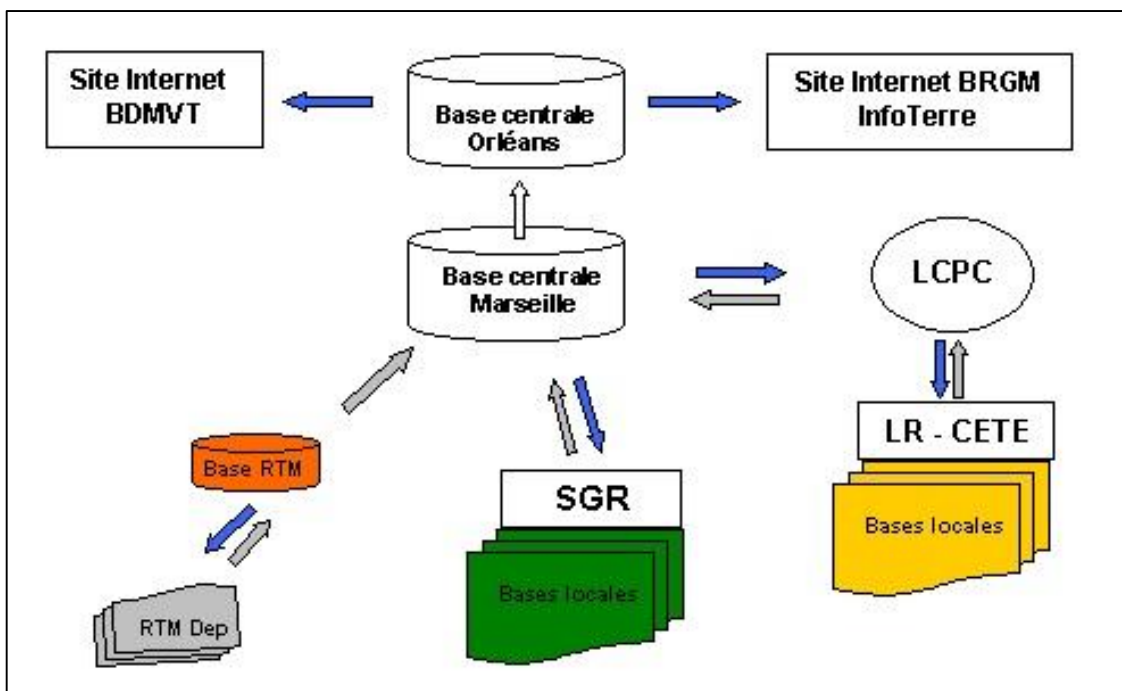 Site Internet
BDMVT
Base centrale
Orléans
Site Internet BRGM
InfoTerre
Base centrale
Marseille
LCPC
LR - CETE
Bases locales
Base RTM
SGR
Bases locales
RTM Dep